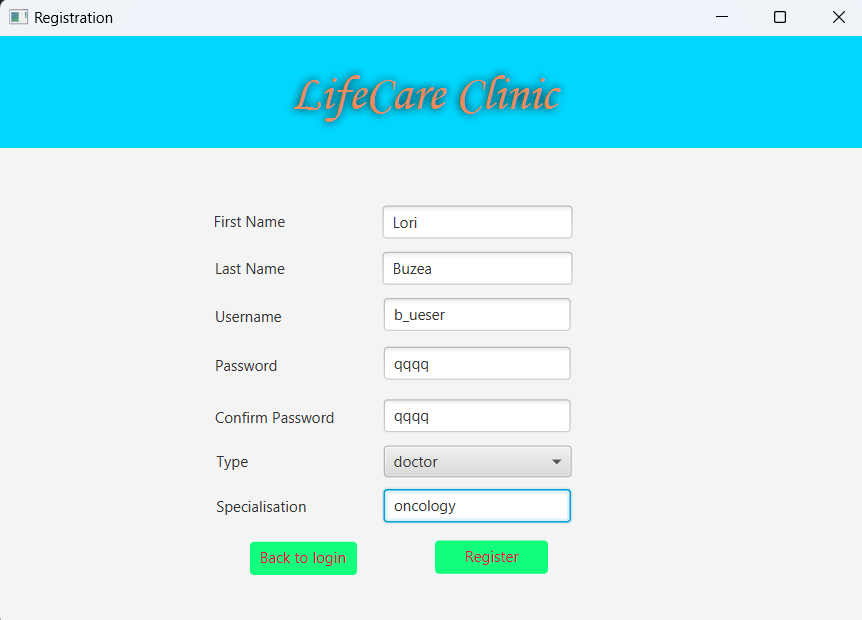 Registration
LifeCare Clinic
First Name Lori
Last Name Buzea
Username b_ueser
Password qqqq
Confirm Password qqqq
Type doctor
Specialisation oncology
Back to login Register